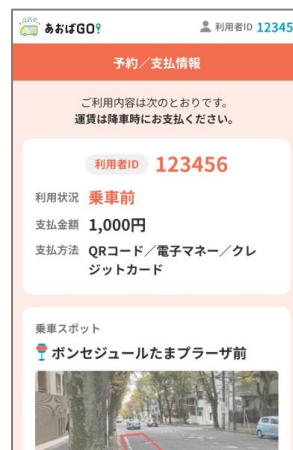 あおばGO!
利用者ID 12345
予約／支払情報
ご利用内容は次のとおりです。
運賃は降車時にお支払ください。
利用者ID 123456
利用状況 乗車前
支払金額 1,000円
支払方法 QRコード／電子マネー／クレ
ジットカード
乗車スポット
ボンセジュールたまプラーザ前